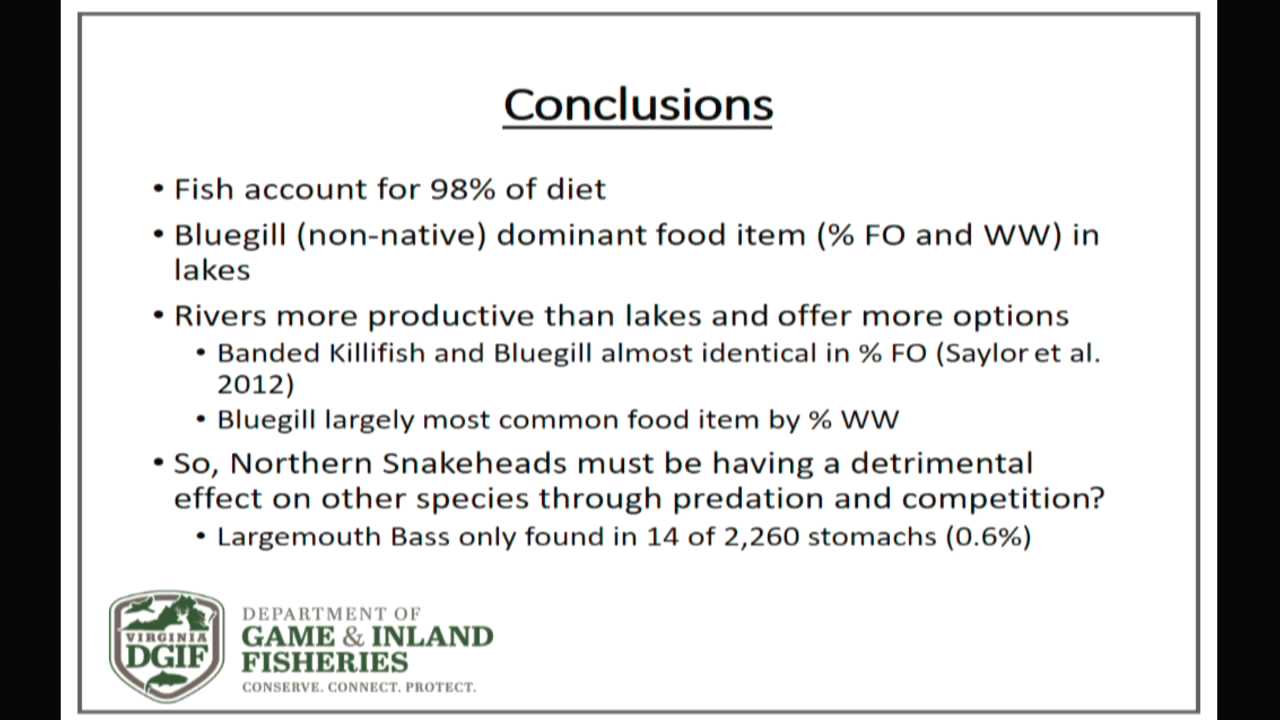 Conclusions
• Fish account for 98% of diet
• Bluegill (non-native) dominant food item (% FO and WW) in
lakes
• Rivers more productive than lakes and offer more options
• Banded Killifish and Bluegill almost identical in % FO (Saylor et al.
2012)
• Bluegill largely most common food item by % WW
• So, Northern Snakeheads must be having a detrimental
effect on other species through predation and competition?
• Largemouth Bass only found in 14 of 2,260 stomachs (0.6%)
VIRGINIA
DGIF
DEPARTMENT OF
GAME & INLAND
FISHERIES
CONSERVE. CONNECT. PROTECT.